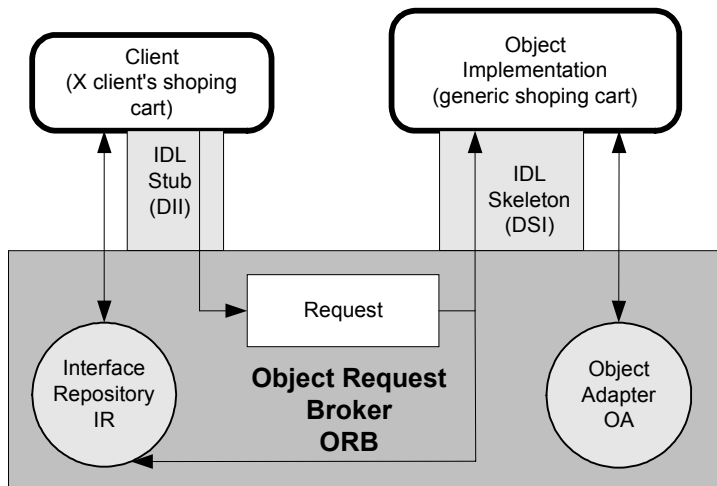 Client
(X client's shoping
cart)
Object
Implementation
(generic shoping cart)
IDL
Stub
(DII)
IDL
Skeleton
(DSI)
Request
Interface
Repository
IR
Object Request
Broker
ORB
Object
Adapter
OA